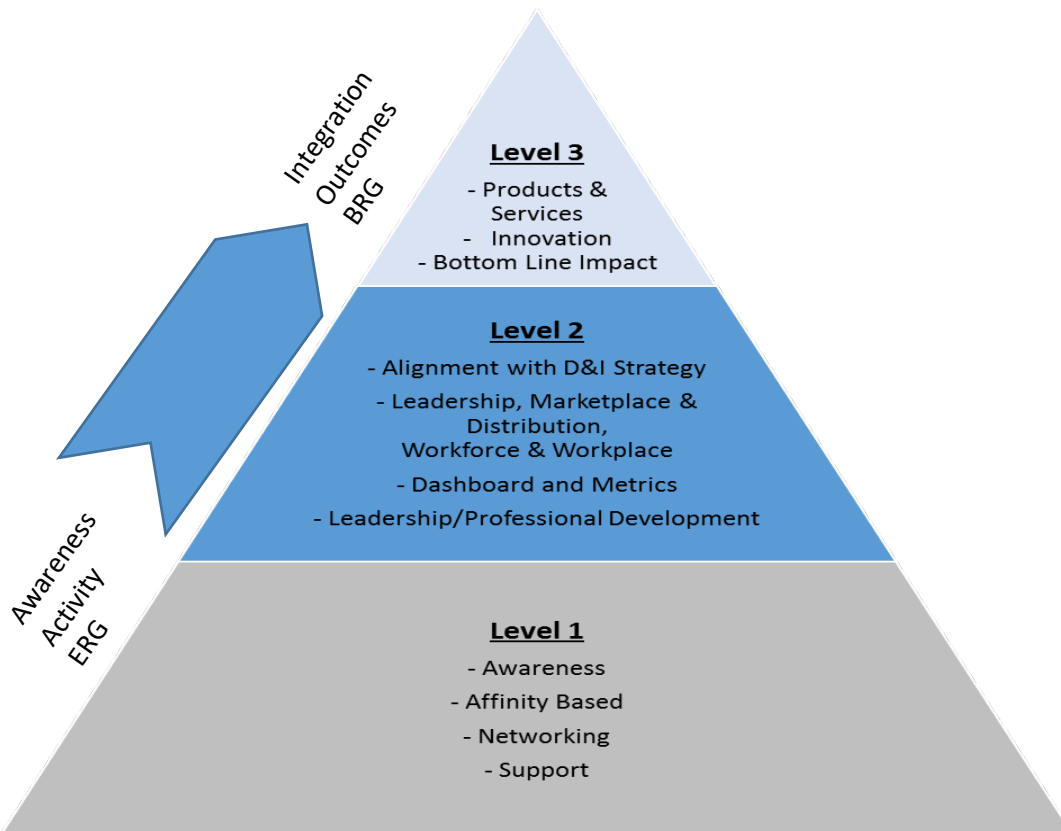 Integration
Outcomes
BRG
Level 3
- Products &
Services
- Innovation
- Bottom Line Impact
Level 2
- Alignment with D&I Strategy
- Leadership, Marketplace &
Distribution,
Workforce & Workplace
- Dashboard and Metrics
- Leadership/Professional Development
Awareness
Activity
ERG
Level 1
- Awareness
- Affinity Based
- Networking
- Support